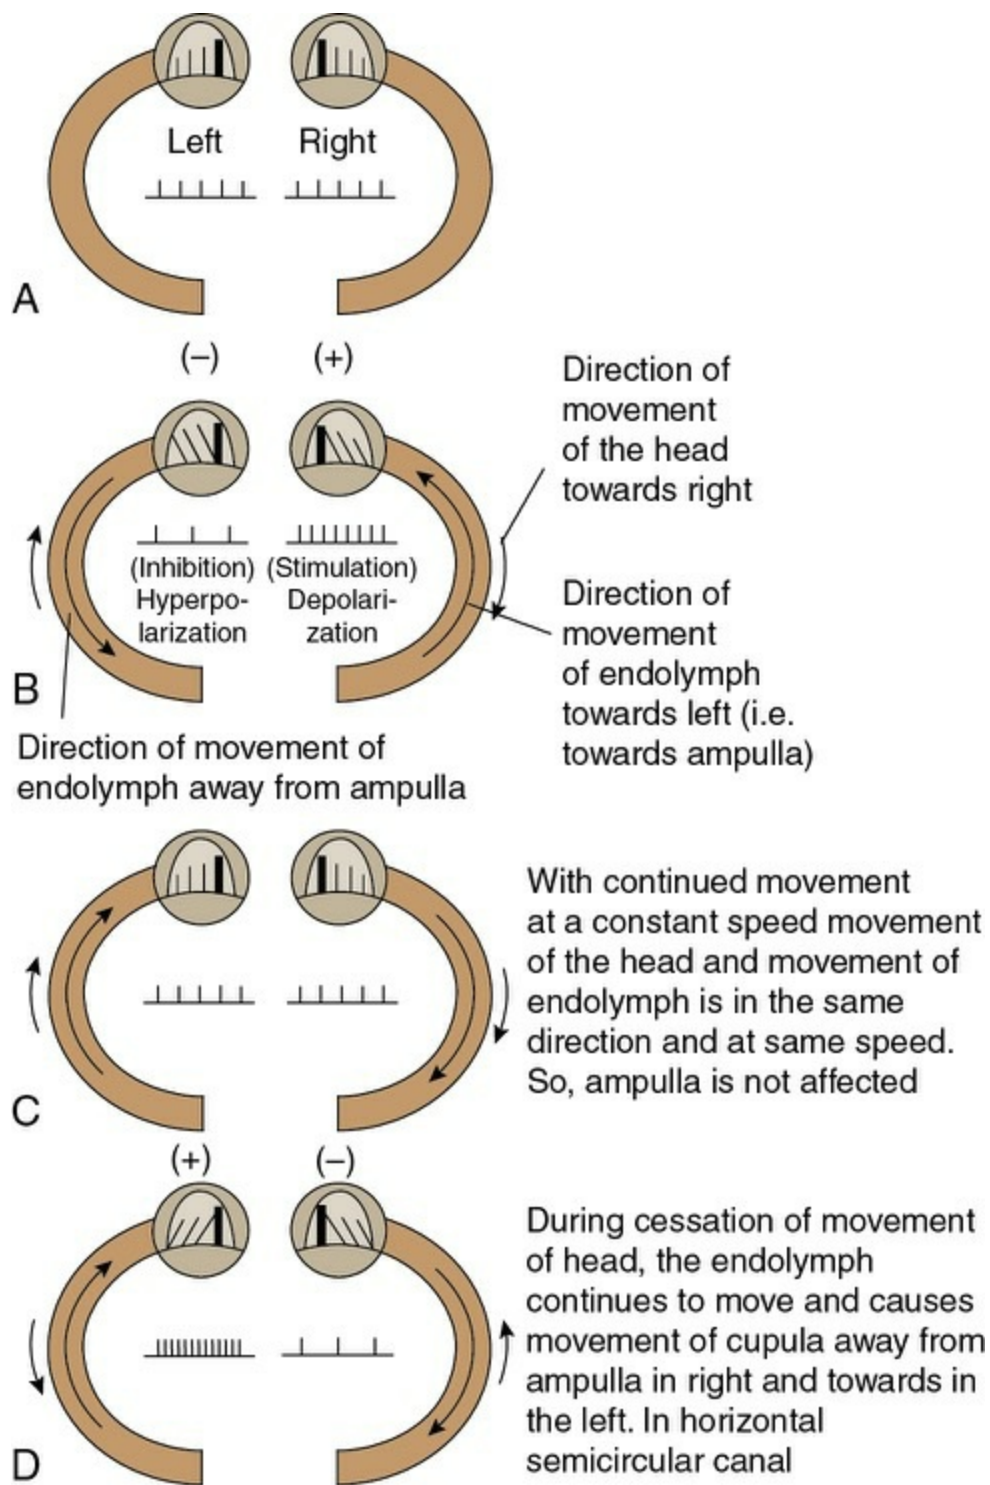 Left
Right
A
(–)
(+)
Direction of
movement
of the head
towards right
(Inhibition)
Hyperpo-
larization
(Stimulation)
Depolari-
zation
Direction of
movement
of endolymph
towards left (i.e.
towards ampulla)
B
Direction of movement of
endolymph away from ampulla
With continued movement
at a constant speed movement
of the head and movement of
endolymph is in the same
direction and at same speed.
So, ampulla is not affected
C
(+)
(–)
During cessation of movement
of head, the endolymph
continues to move and causes
movement of cupula away from
ampulla in right and towards in
the left. In horizontal
semicircular canal
D